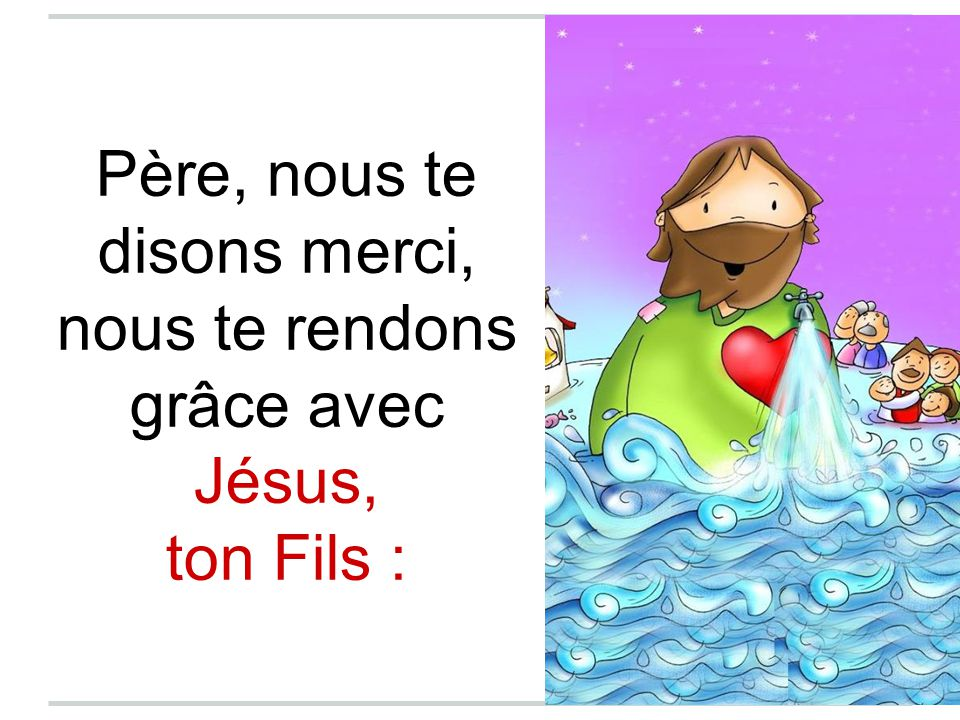 Père, nous te
disons merci,
nous te rendons
grâce avec
Jésus,
ton Fils :